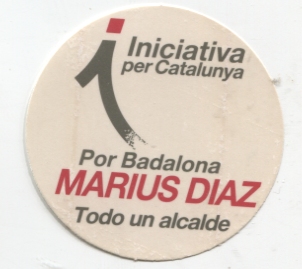 Iniciativa
per Catalunya
Por Badalona
MARIUS DIAZ
Todo un alcalde